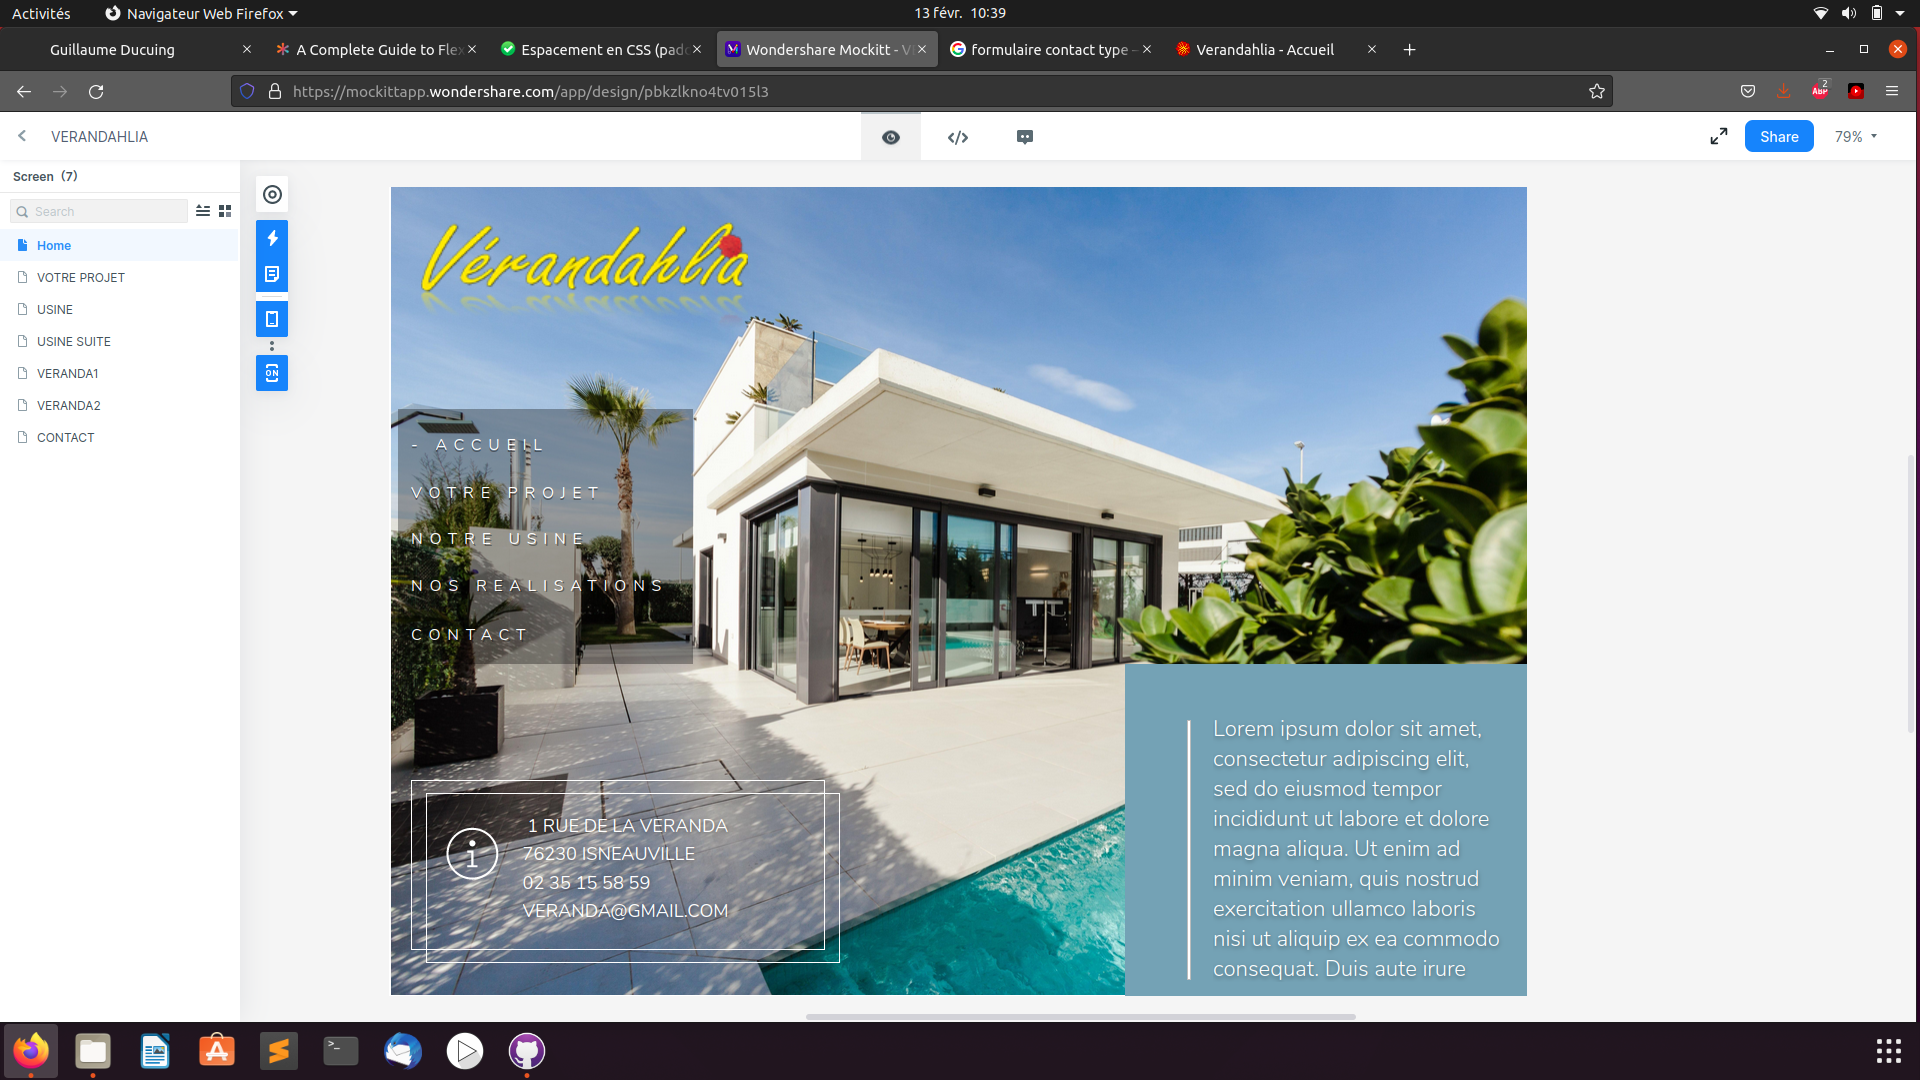 Activités
Navigateur Web Firefox
13 févr. 10:39
Guillaume Ducuing
A Complete Guide to Flex
Espacement en CSS (padd
Wondershare Mockitt - V
formulaire contact type -
Verandahlia - Accueil
https://mockittapp.wondershare.com/app/design/pbkzlkno4tv015l3
2
ABP
VERANDAHLIA
Share
79%
Screen (7)
Search
Home
VOTRE PROJET
USINE
USINE SUITE
VERANDA1
VERANDA2
CONTACT
ON
Vérandahlia
- ACCUEIL
VOTRE PROJET
NOTRE USINE
NOS REALISATIONS
CONTACT
1 RUE DE LA VERANDA
76230 ISNEAUVILLE
02 35 15 58 59
VERANDA@GMAIL.COM
Lorem ipsum dolor sit amet,
consectetur adipiscing elit,
sed do eiusmod tempor
incididunt ut labore et dolore
magna aliqua. Ut enim ad
minim veniam, quis nostrud
exercitation ullamco laboris
nisi ut aliquip ex ea commodo
consequat. Duis aute irure